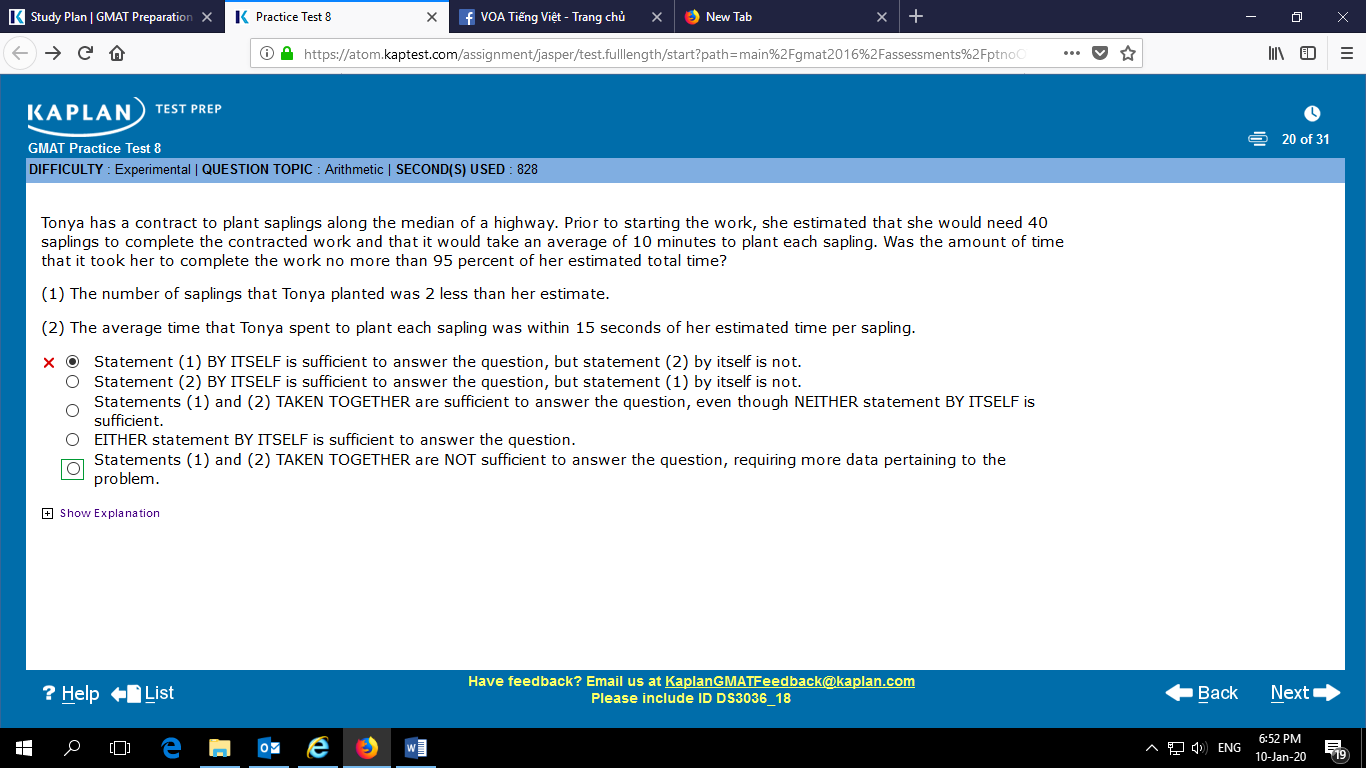 Study Plan | GMAT Preparation
Practice Test 8
VOA Tiếng Việt - Trang chủ
New Tab
https://atom.kaptest.com/assignment/jasper/test.fulllength/start?path=main%2Fgmat2016%2Fassessments%2Fptno
KAPLAN TEST PREP
GMAT Practice Test 8
20 of 31
DIFFICULTY : Experimental | QUESTION TOPIC : Arithmetic | SECOND(S) USED : 828
Tonya has a contract to plant saplings along the median of a highway. Prior to starting the work, she estimated that she would need 40
saplings to complete the contracted work and that it would take an average of 10 minutes to plant each sapling. Was the amount of time
that it took her to complete the work no more than 95 percent of her estimated total time?
(1) The number of saplings that Tonya planted was 2 less than her estimate.
(2) The average time that Tonya spent to plant each sapling was within 15 seconds of her estimated time per sapling.
Statement (1) BY ITSELF is sufficient to answer the question, but statement (2) by itself is not.
Statement (2) BY ITSELF is sufficient to answer the question, but statement (1) by itself is not.
Statements (1) and (2) TAKEN TOGETHER are sufficient to answer the question, even though NEITHER statement BY ITSELF is
sufficient.
EITHER statement BY ITSELF is sufficient to answer the question.
Statements (1) and (2) TAKEN TOGETHER are NOT sufficient to answer the question, requiring more data pertaining to the
problem.
Show Explanation
? Help List
Have feedback? Email us at KaplanGMATFeedback@kaplan.com
Please include ID DS3036_18
Back Next
ENG
6:52 PM
10-Jan-20
19